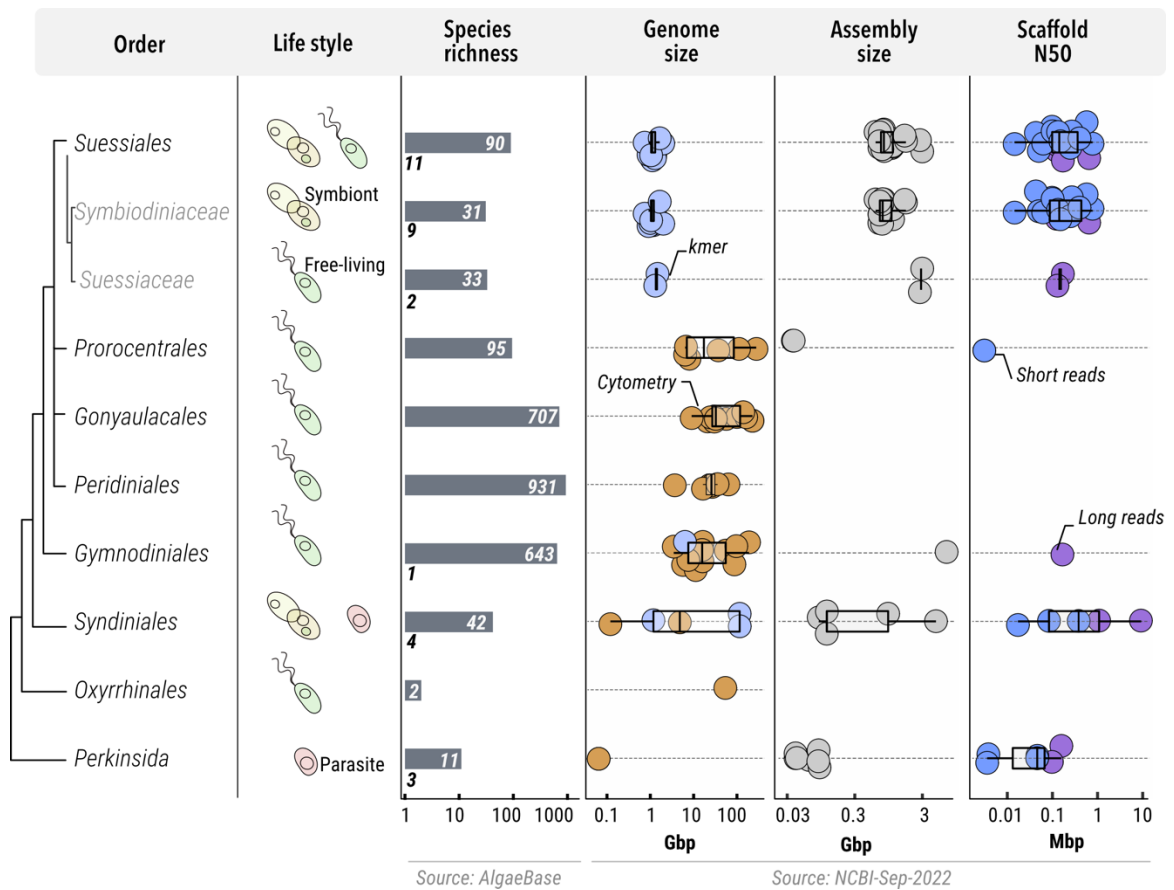 Order
Life style
Species
richness
Genome
size
Assembly
size
Scaffold
N50
Suessiales
90
11
Symbiodiniaceae
Symbiont
31
9
Suessiaceae
Free-living
33
2
kmer
Prorocentrales
95
Short reads
Cytometry
Gonyaulacales
707
Peridiniales
931
Gymnodiniales
643
1
Long reads
Syndiniales
42
4
Oxyrrhinales
2
Perkinsida
Parasite
11
3
1 10 100 1000
0.1 1 10 100
0.03 0.3 3
0.01 0.1 1 10
Gbp
Gbp
Mbp
Source: AlgaeBase
Source: NCBI-Sep-2022